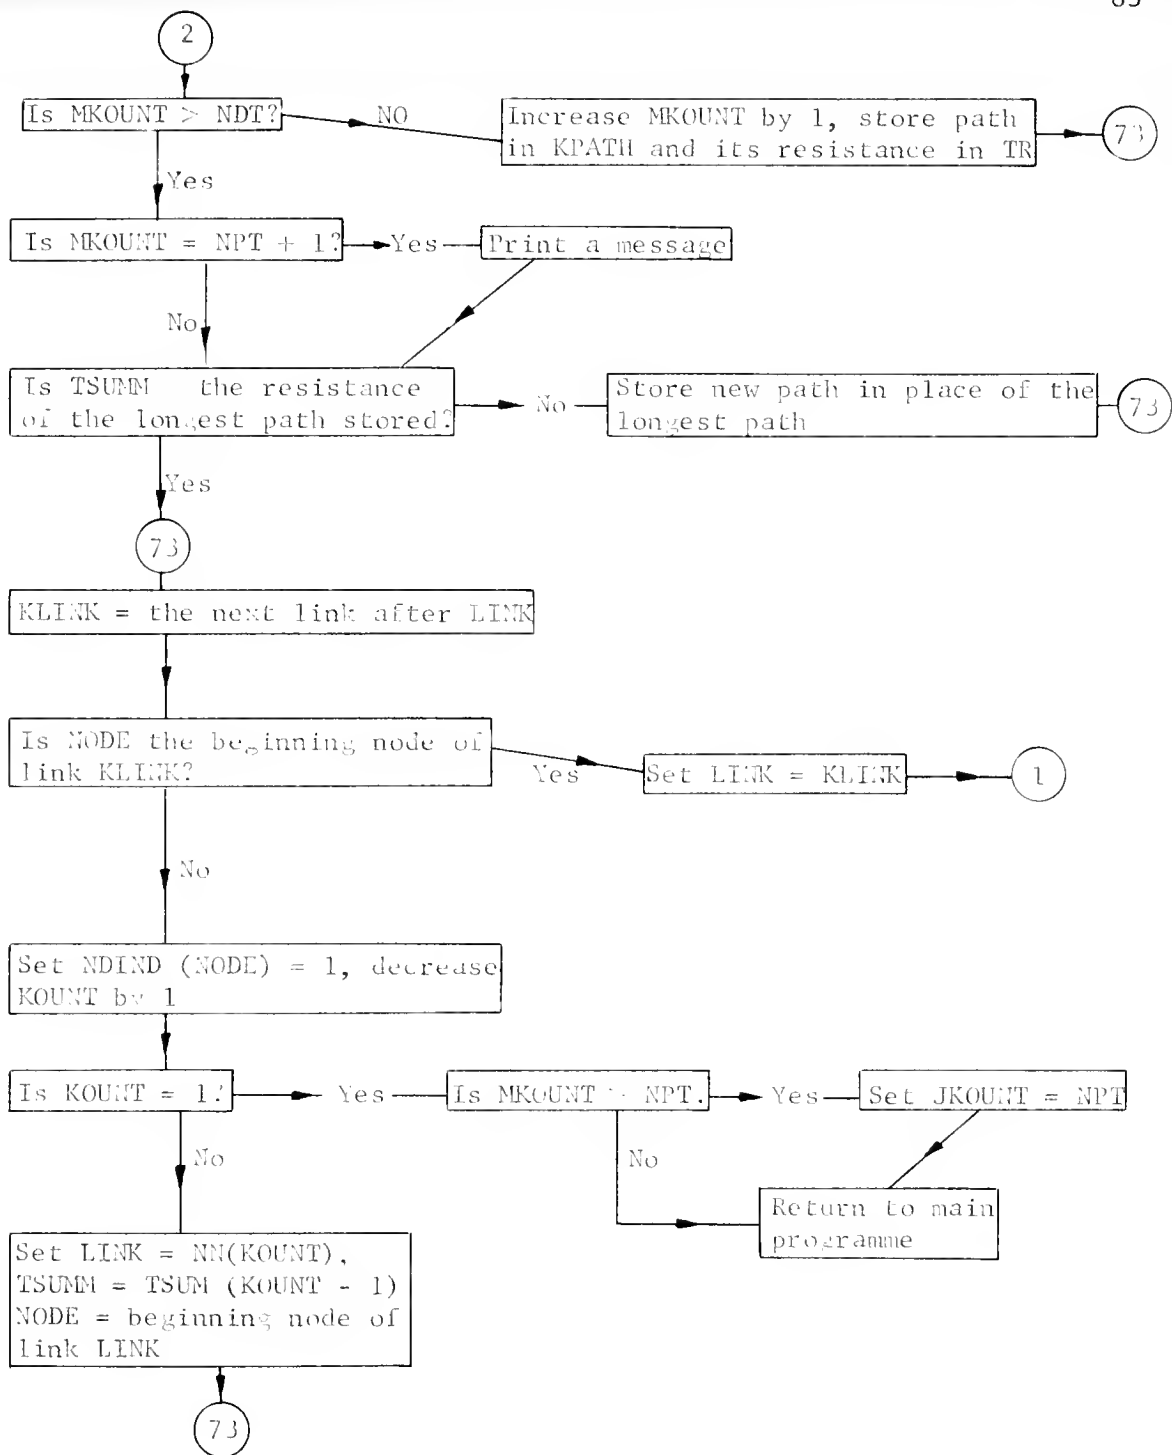 2
Is MKOUNT > NDT?
NO
Increase MKOUNT by 1, store path
in KPATH and its resistance in TR
73
Yes
Is MKOUNT = NPT + 1?
Yes
Print a message
No
Is TSUMM the resistance
of the longest path stored?
No
Store new path in place of the
longest path
73
Yes
73
KLINK = the next link after LINK
Is NODE the beginning node of
link KLINK?
Yes
Set LINK = KLINK
1
No
Set NDIND (NODE) = 1, decrease
KOUNT by 1
Is KOUNT = 1?
Yes
Is MKOUNT NPT.
Yes
Set JKOUNT = NPT
No
No
Return to main
programme
Set LINK = NN(KOUNT),
TSUMM = TSUM (KOUNT - 1)
NODE = beginning node of
link LINK
73